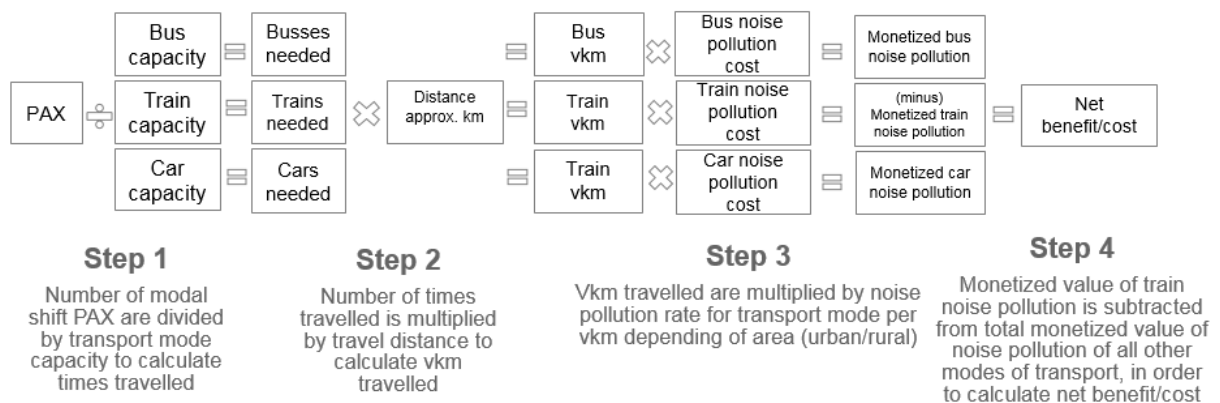 PAX
Bus
capacity
Train
capacity
Car
capacity
Busses
needed
Trains
needed
Cars
needed
Distance
approx. km
Bus
vkm
Train
vkm
Train
vkm
Bus noise
pollution
cost
Train noise
pollution
cost
Car noise
pollution
cost
Monetized bus
noise pollution
(minus)
Monetized train
noise pollution
Monetized car
noise pollution
Net
benefit/cost
Step 1
Number of modal
shift PAX are divided
by transport mode
capacity to calculate
times travelled
Step 2
Number of times
travelled is multiplied
by travel distance to
calculate vkm
travelled
Step 3
Vkm travelled are multiplied by noise
pollution rate for transport mode per
vkm depending of area (urban/rural)
Step 4
Monetized value of train
noise pollution is subtracted
from total monetized value of
noise pollution of all other
modes of transport, in order
to calculate net benefit/cost